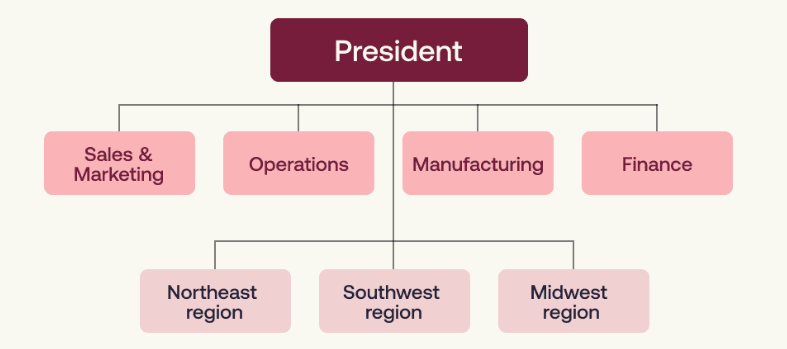 President
Sales &
Marketing
Operations
Manufacturing
Finance
Northeast
region
Southwest
region
Midwest
region